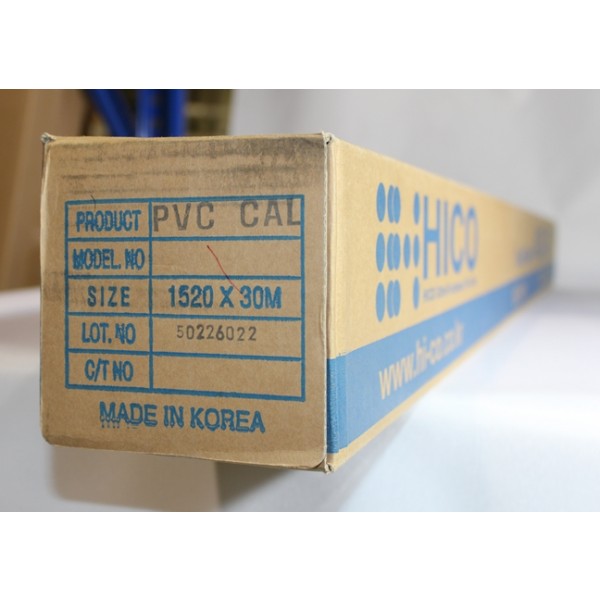 PRODUCT PVC CAL
MODEL.NO
SIZE 1520 X 30M
LOT.NO 50226022
C/T NO
MADE IN KOREA
HICO
www.hi-co.co.kr